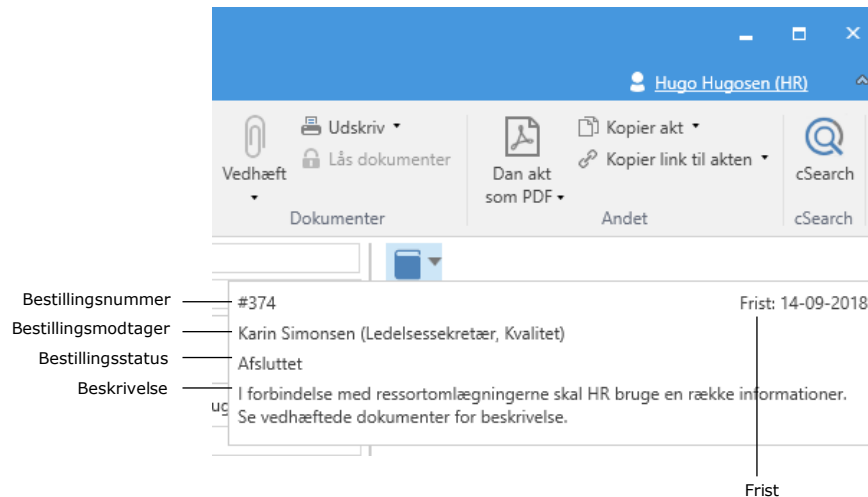 Hugo Hugosen (HR)
Udskriv
Kopier akt
Lås dokumenter
Kopier link til akten
Vedhæft
Dan akt
som PDF
cSearch
Dokumenter
Andet
cSearch
Bestillingsnummer
#374
Frist: 14-09-2018
Bestillingsmodtager
Karin Simonsen (Ledelsessekretær, Kvalitet)
Bestillingsstatus
Afsluttet
Beskrivelse
I forbindelse med ressortomlægningerne skal HR bruge en række informationer.
ug
Se vedhæftede dokumenter for beskrivelse.
Frist